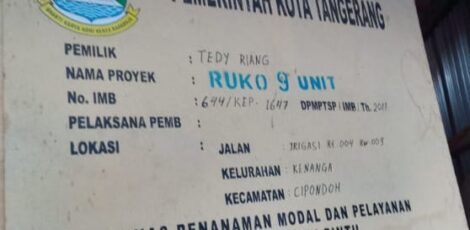 PEMERINTAH KOTA TANGERANG
PEMILIK : TEDY RIANG
NAMA PROYEK : RUKO 9 UNIT
No. IMB : 644/KEP. 1647 DPMPTSP / IMB / Th. 2019
PELAKSANA PEMB :
LOKASI : JALAN : IRIGASI RT.004 RW.003
KELURAHAN : KENANGA
KECAMATAN : CIPONDOH
PENANAMAN MODAL DAN PELAYANAN